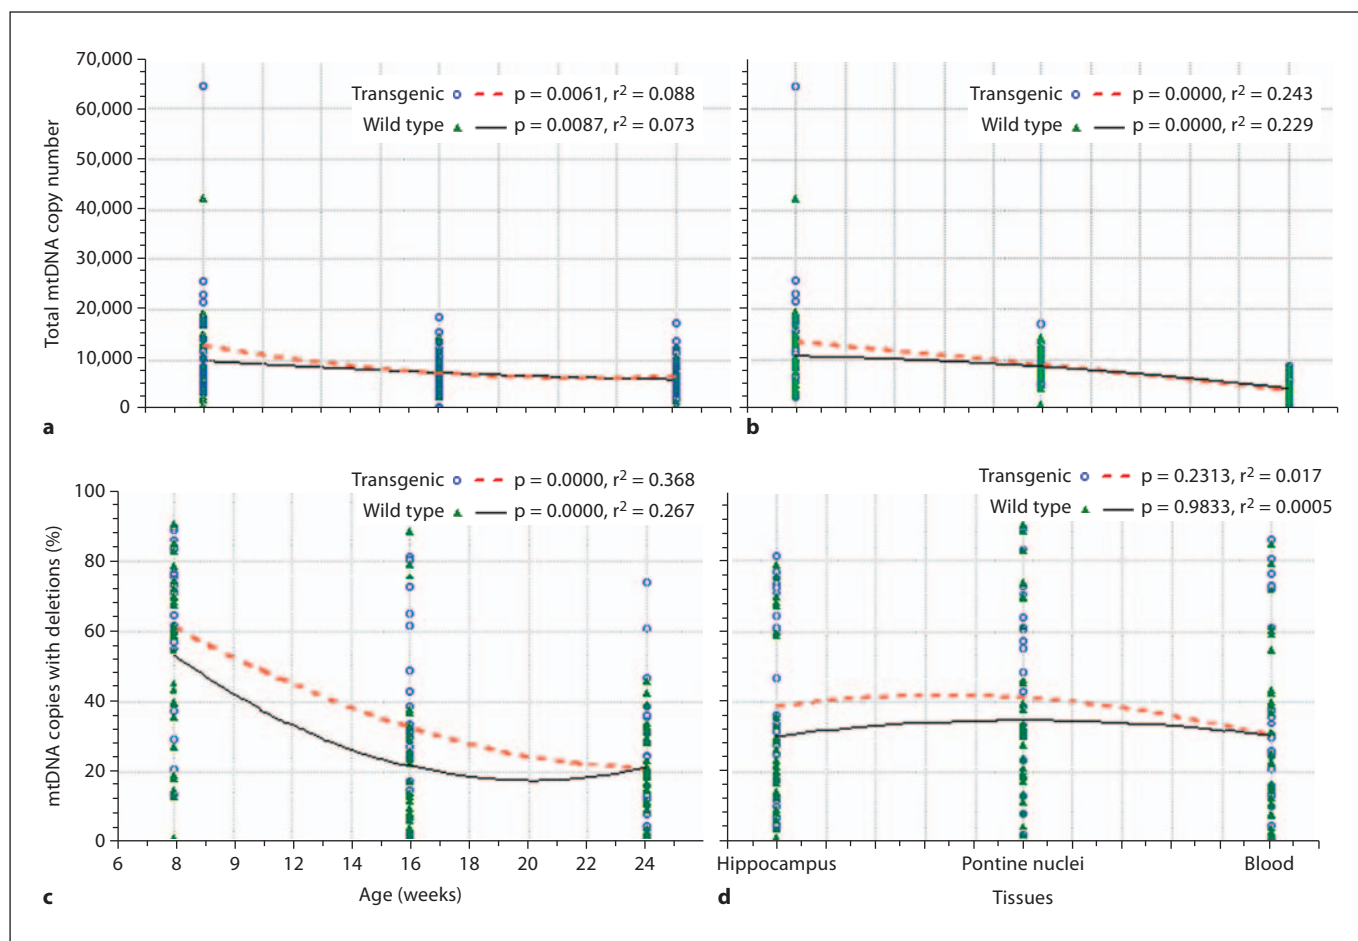 70,000
60,000
50,000
40,000
30,000
20,000
10,000
0
Total mtDNA copy number
Transgenic p = 0.0061, r² = 0.088
Wild type p = 0.0087, r² = 0.073
a
Transgenic p = 0.0000, r² = 0.243
Wild type p = 0.0000, r² = 0.229
b
100
80
60
40
20
0
mtDNA copies with deletions (%)
Transgenic p = 0.0000, r² = 0.368
Wild type p = 0.0000, r² = 0.267
6 8 9 12 14 16 20 22 24
Age (weeks)
c
Transgenic p = 0.2313, r² = 0.017
Wild type p = 0.9833, r² = 0.0005
Hippocampus Pontine nuclei Blood
Tissues
d